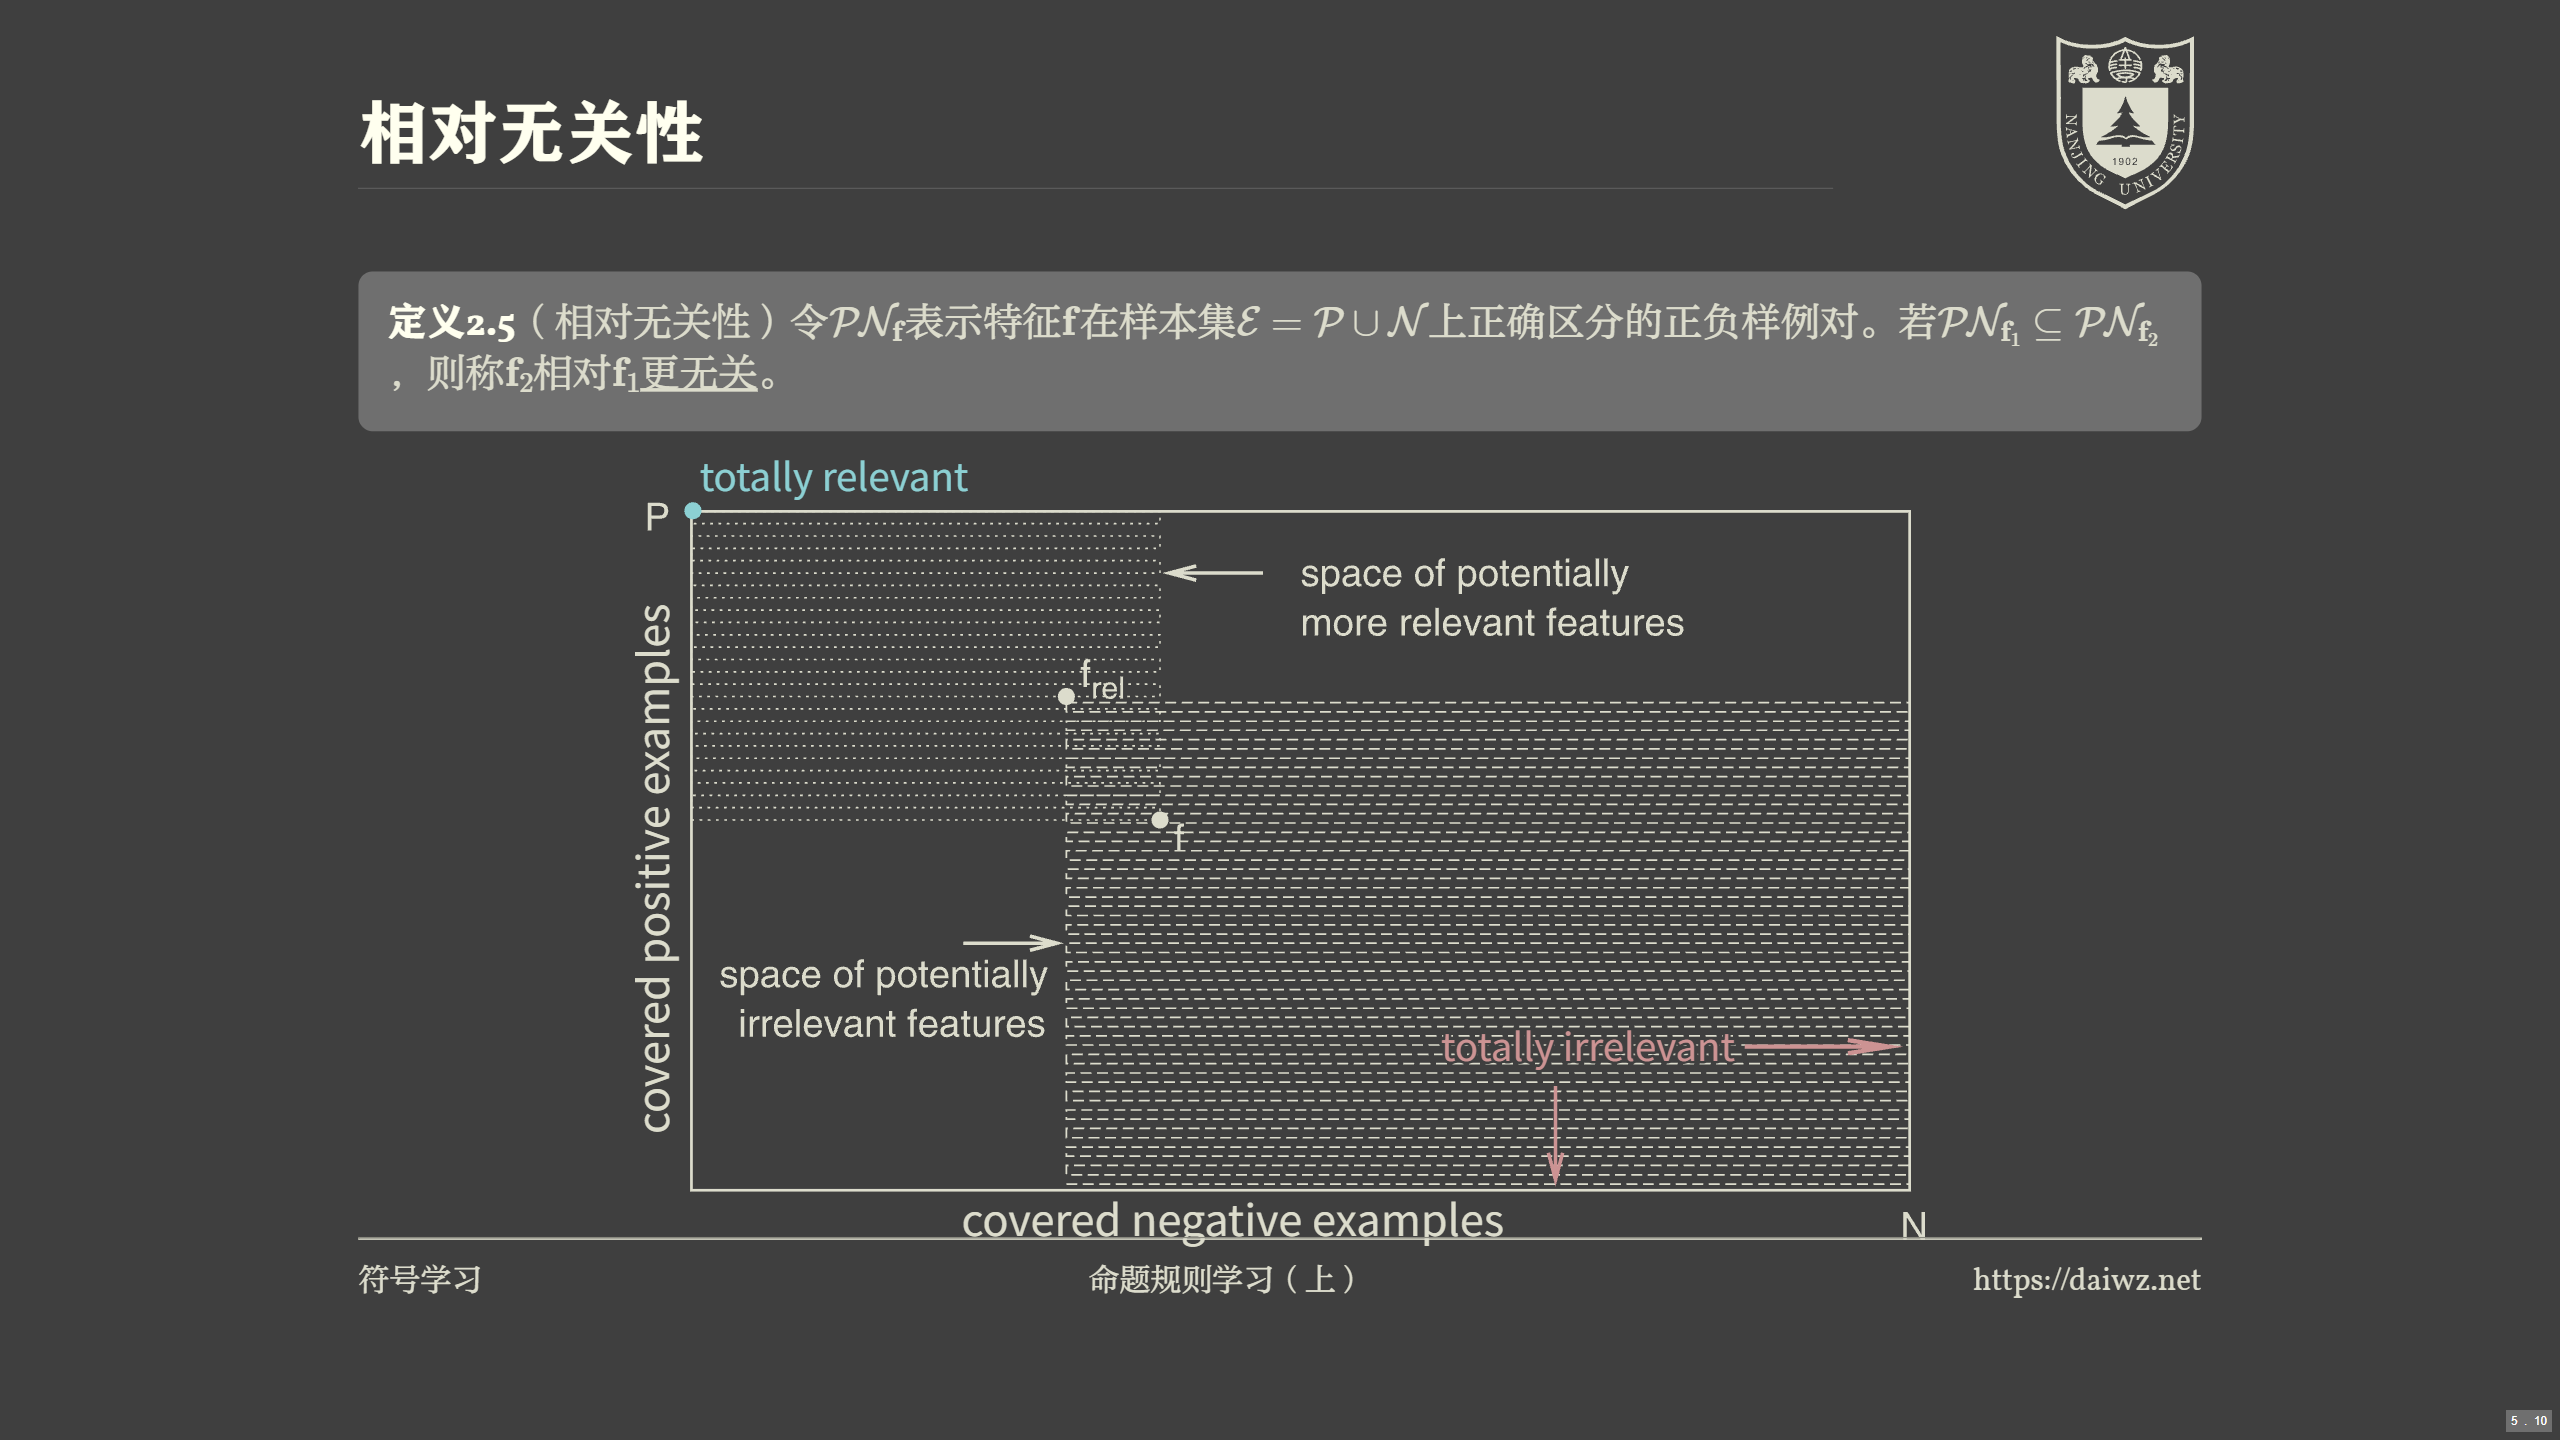 相对无关性
NANJING UNIVERSITY
1902
定义2.5（相对无关性）令𝒫𝒩_f表示特征f在样本集ℰ = 𝒫 ∪ 𝒩上正确区分的正负样例对。若𝒫𝒩_f₁ ⊆ 𝒫𝒩_f₂
，则称f₂相对f₁更无关。
totally relevant
P
space of potentially
more relevant features
f_rel
f
covered positive examples
space of potentially
irrelevant features
totally irrelevant
covered negative examples
N
符号学习
命题规则学习（上）
https://daiwz.net
5 . 10